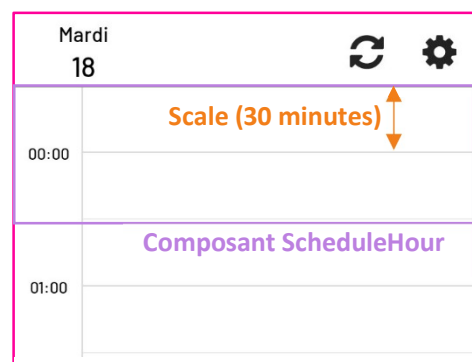 Mardi
18
Scale (30 minutes)
00:00
Composant ScheduleHour
01:00